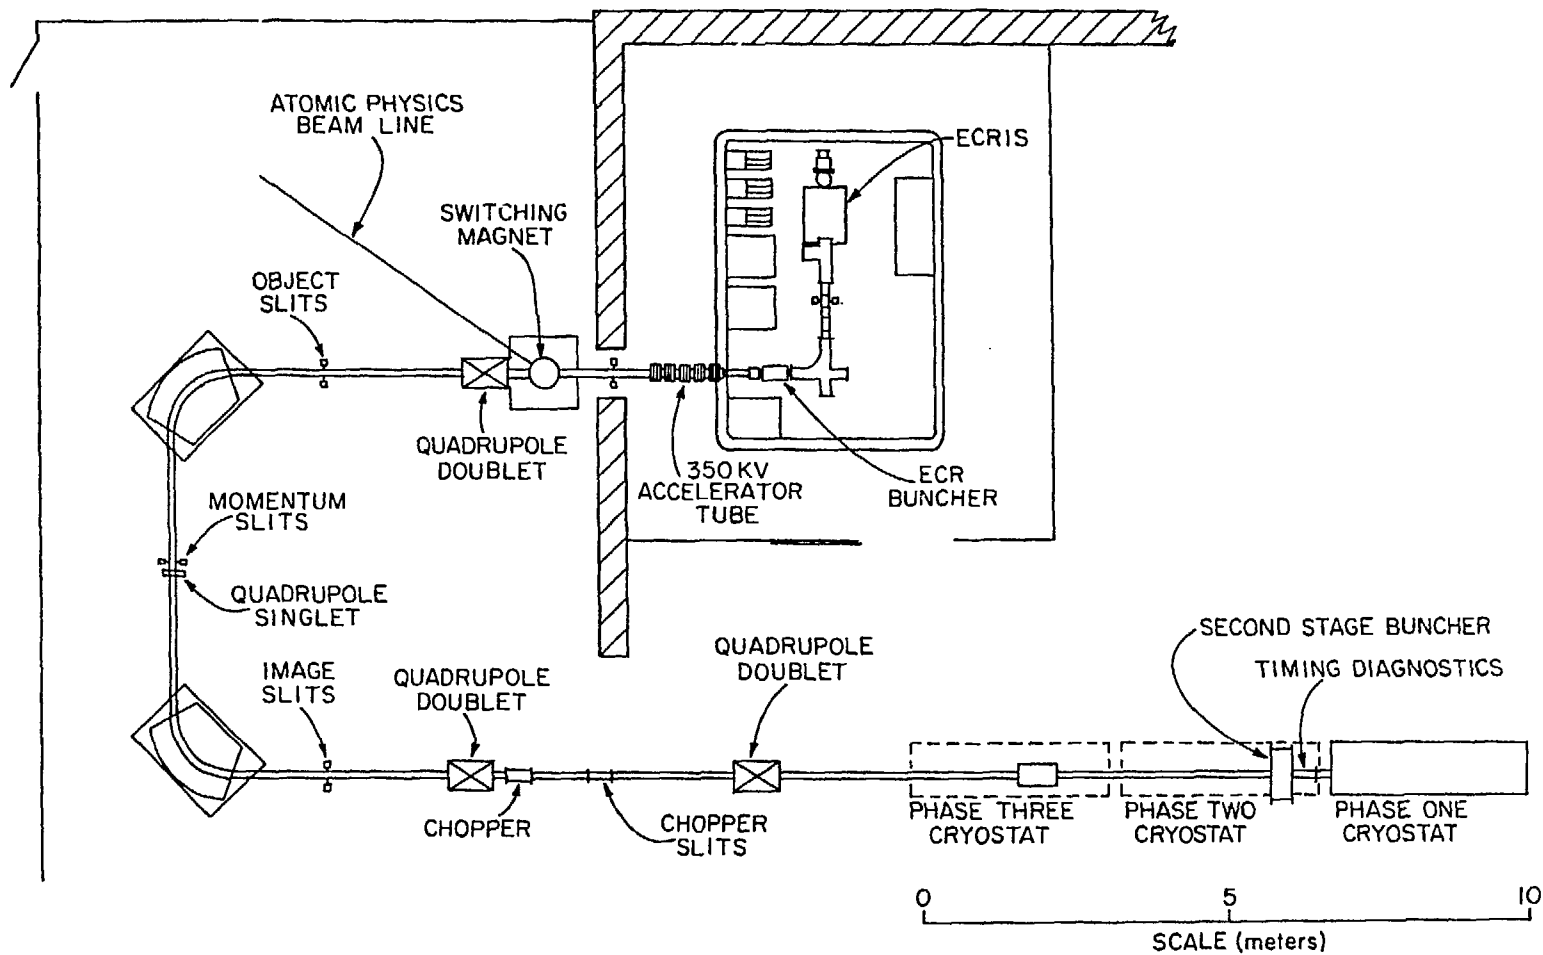 ATOMIC PHYSICS
BEAM LINE
ECRIS
SWITCHING
MAGNET
OBJECT
SLITS
QUADRUPOLE
DOUBLET
350 KV
ACCELERATOR
TUBE
ECR
BUNCHER
MOMENTUM
SLITS
QUADRUPOLE
SINGLET
IMAGE
SLITS
QUADRUPOLE
DOUBLET
QUADRUPOLE
DOUBLET
SECOND STAGE BUNCHER
TIMING DIAGNOSTICS
CHOPPER
CHOPPER
SLITS
PHASE THREE
CRYOSTAT
PHASE TWO
CRYOSTAT
PHASE ONE
CRYOSTAT
0 5 10
SCALE (meters)